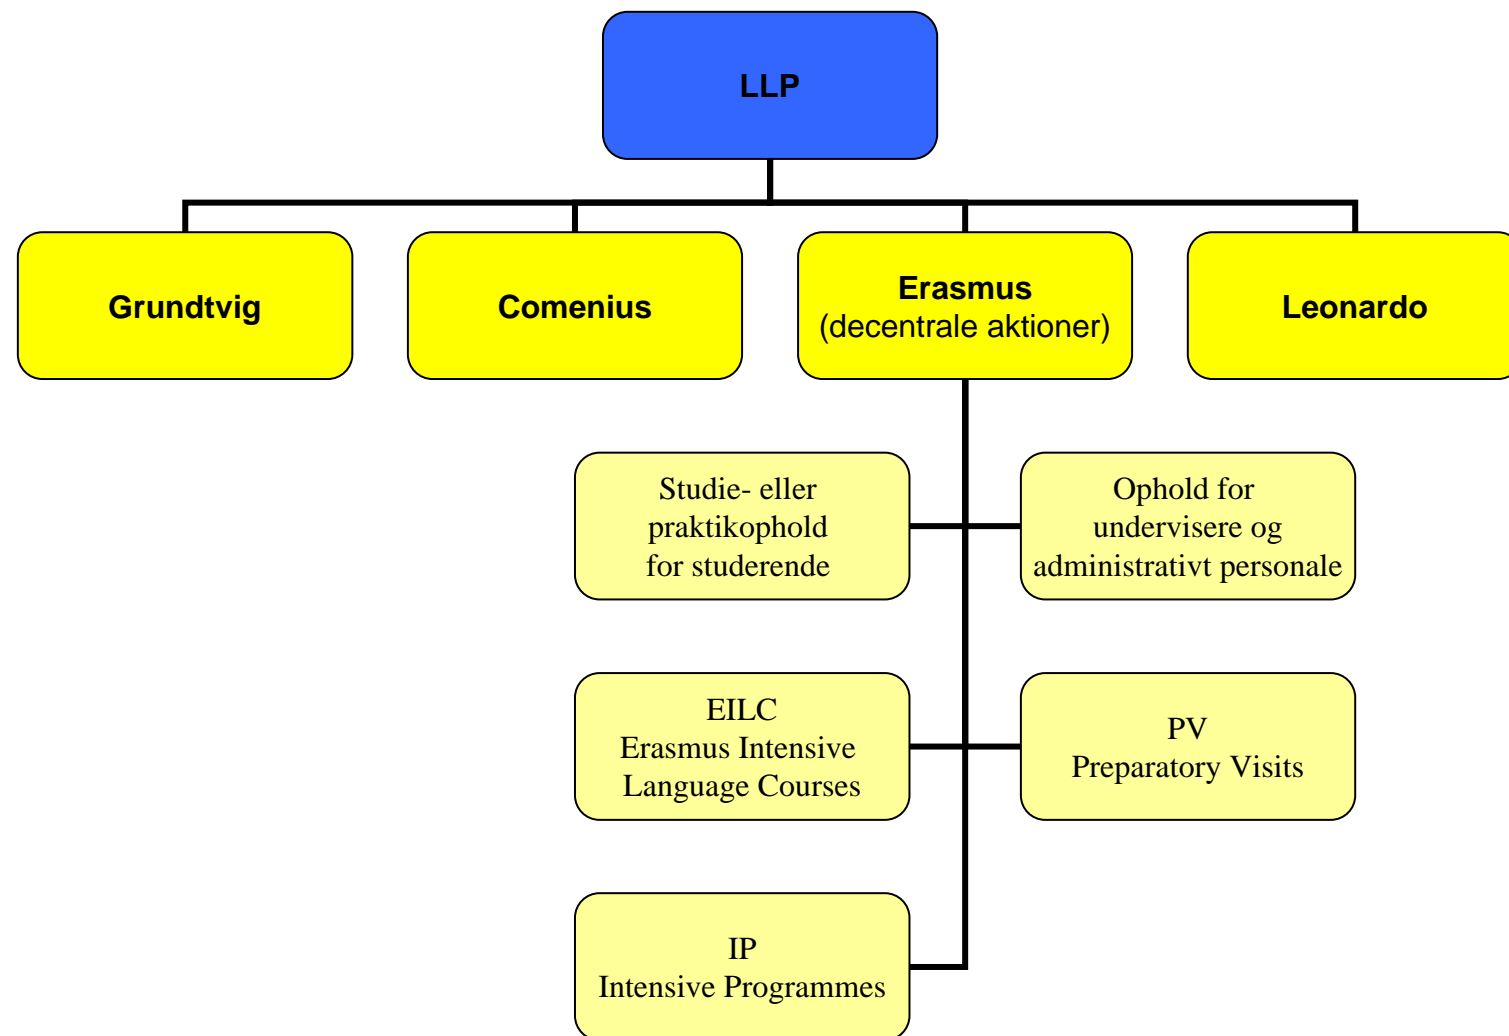 LLP
Grundtvig
Comenius
Erasmus
(decentrale aktioner)
Leonardo
Studie- eller
praktikophold
for studerende
Ophold for
undervisere og
administrativt personale
EILC
Erasmus Intensive
Language Courses
PV
Preparatory Visits
IP
Intensive Programmes